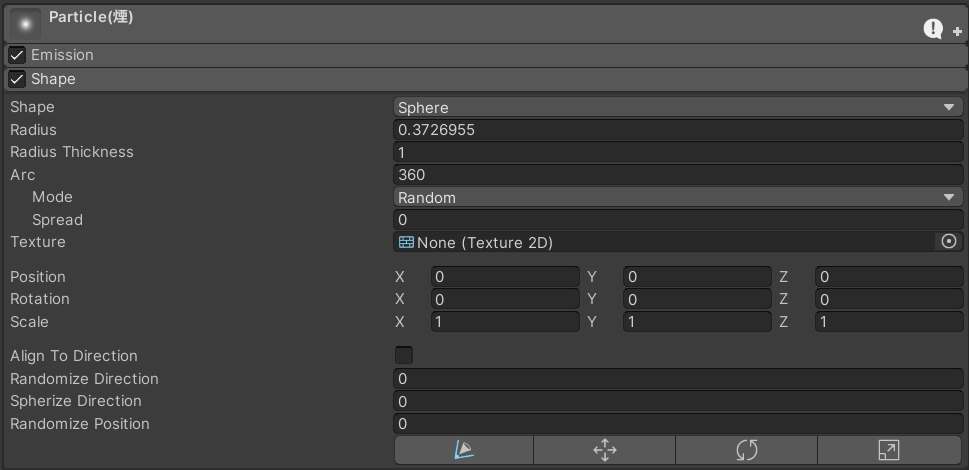 Particle(煙)
Emission
Shape
Shape Sphere
Radius 0.3726955
Radius Thickness 1
Arc 360
Mode Random
Spread 0
Texture None (Texture 2D)
Position X 0 Y 0 Z 0
Rotation X 0 Y 0 Z 0
Scale X 1 Y 1 Z 1
Align To Direction
Randomize Direction 0
Spherize Direction 0
Randomize Position 0